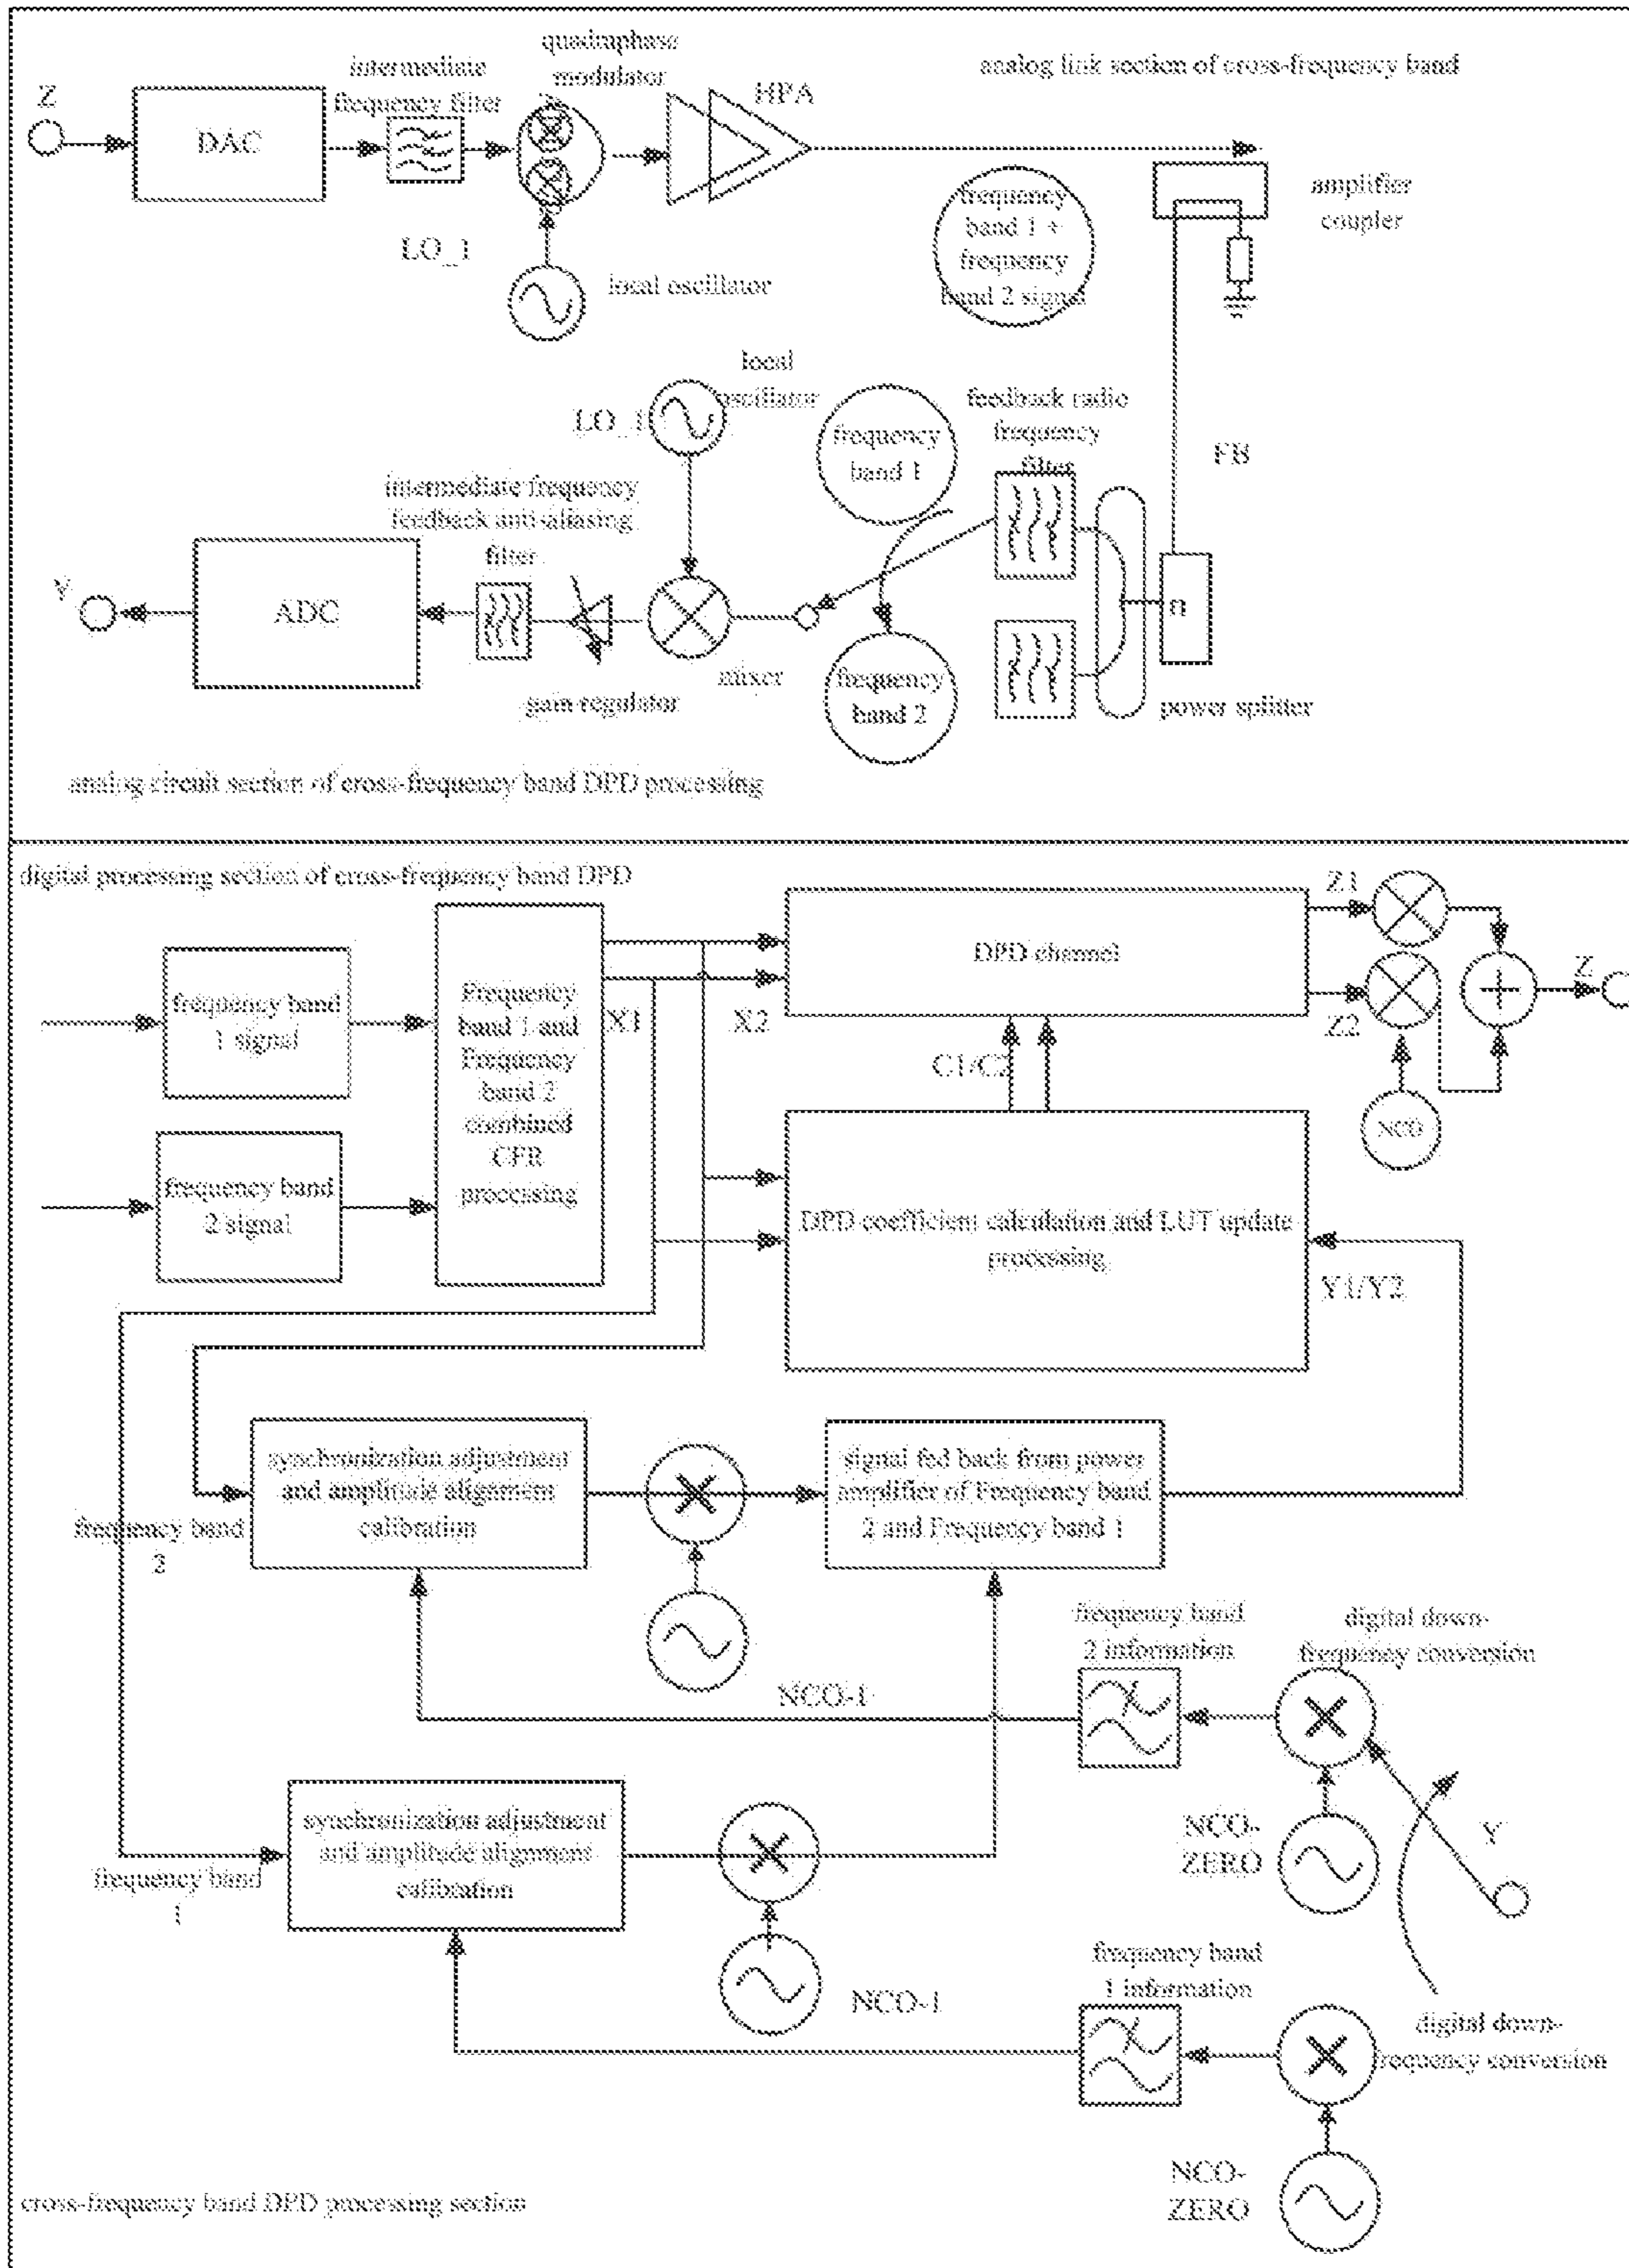 quadraphase
modulator
intermediate
frequency filter
Z
DAC
HPA
analog link section of cross-frequency band
LO_1
local oscillator
frequency
band 1 +
frequency
band 2 signal
amplifier
coupler
local
oscillator
LO_1
frequency
band 1
feedback radio
frequency
filter
FB
intermediate frequency
feedback anti-aliasing
filter
Y
ADC
gain regulator
mixer
frequency
band 2
n
power splitter
analog circuit section of cross-frequency band DPD processing
digital processing section of cross-frequency band DPD
frequency band
1 signal
frequency band
2 signal
Frequency
band 1 and
Frequency
band 2
combined
CFR
processing
X1
X2
DPD channel
Z1
Z2
Z
NCO
C1/C2
DPD coefficient calculation and LUT update
processing
Y1/Y2
synchronization adjustment
and amplitude alignment
calibration
frequency band
2
signal fed back from power
amplifier of Frequency band
2 and Frequency band 1
NCO-1
frequency band
2 information
digital down-
frequency conversion
NCO-
ZERO
Y
synchronization adjustment
and amplitude alignment
calibration
frequency band
1
NCO-1
frequency band
1 information
digital down-
frequency conversion
NCO-
ZERO
cross-frequency band DPD processing section